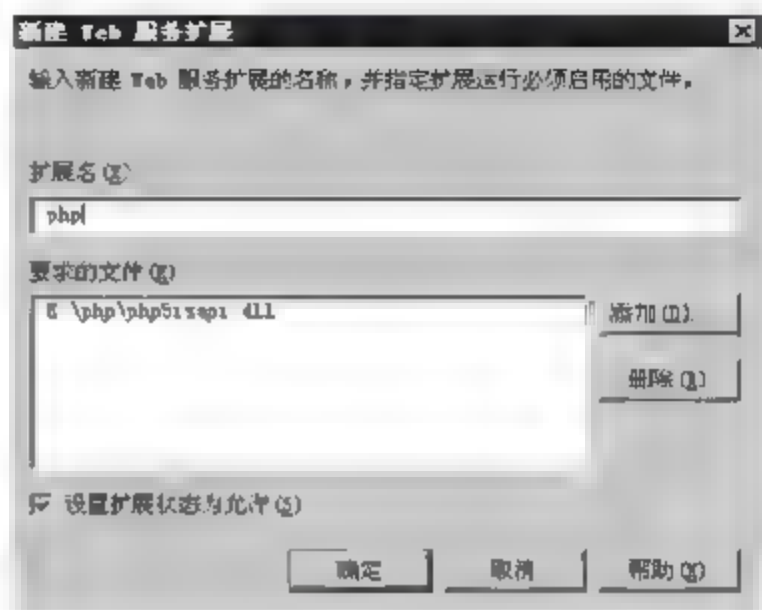 新建 Web 服务扩展
输入新建 Web 服务扩展的名称，并指定扩展运行必须启用的文件。
扩展名(X)
php
要求的文件(E)
\php\php5isapi dll
添加(D).
删除(R)
设置扩展状态为允许(S)
确定
取消
帮助(H)